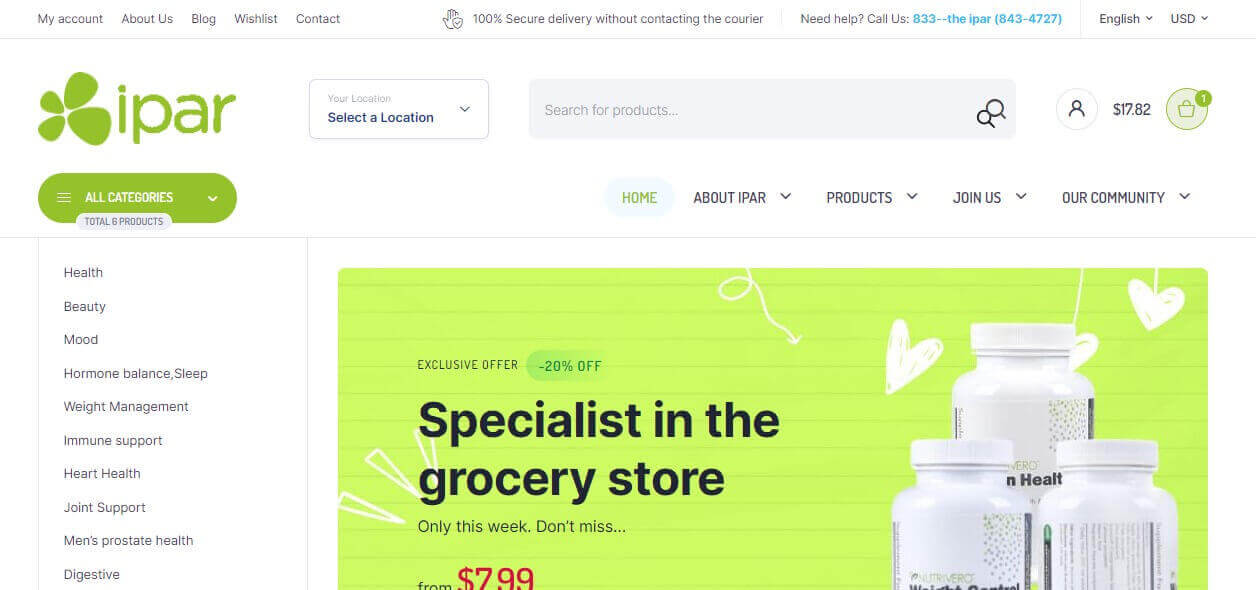 My account About Us Blog Wishlist Contact 100% Secure delivery without contacting the courier Need help? Call Us: 833--the ipar (843-4727) English USD
ipar
Your Location
Select a Location
Search for products...
$17.82
1
ALL CATEGORIES
TOTAL 6 PRODUCTS
HOME ABOUT IPAR PRODUCTS JOIN US OUR COMMUNITY
Health
Beauty
Mood
Hormone balance,Sleep
Weight Management
Immune support
Heart Health
Joint Support
Men's prostate health
Digestive
EXCLUSIVE OFFER -20% OFF
Specialist in the
grocery store
Only this week. Don't miss...
from $7.99
NUTRIVERO
Weight Control